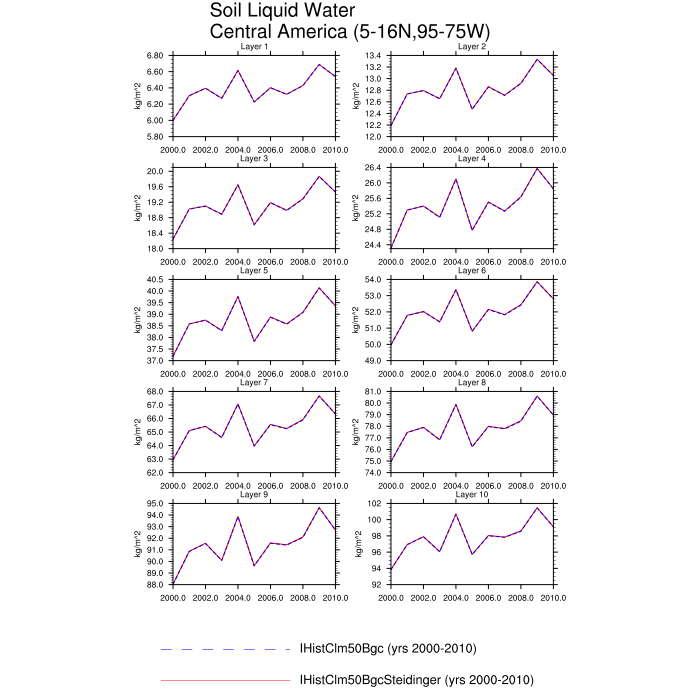 Soil Liquid Water
Central America (5-16N,95-75W)
Layer 1
6.80
6.60
6.40
6.20
6.00
5.80
kg/m^2
2000.0 2002.0 2004.0 2006.0 2008.0 2010.0
Layer 2
13.4
13.2
13.0
12.8
12.6
12.4
12.2
12.0
kg/m^2
2000.0 2002.0 2004.0 2006.0 2008.0 2010.0
Layer 3
20.0
19.6
19.2
18.8
18.4
18.0
kg/m^2
2000.0 2002.0 2004.0 2006.0 2008.0 2010.0
Layer 4
26.4
26.0
25.6
25.2
24.8
24.4
kg/m^2
2000.0 2002.0 2004.0 2006.0 2008.0 2010.0
Layer 5
40.5
40.0
39.5
39.0
38.5
38.0
37.5
37.0
kg/m^2
2000.0 2002.0 2004.0 2006.0 2008.0 2010.0
Layer 6
54.0
53.0
52.0
51.0
50.0
49.0
kg/m^2
2000.0 2002.0 2004.0 2006.0 2008.0 2010.0
Layer 7
68.0
67.0
66.0
65.0
64.0
63.0
62.0
kg/m^2
2000.0 2002.0 2004.0 2006.0 2008.0 2010.0
Layer 8
81.0
80.0
79.0
78.0
77.0
76.0
75.0
74.0
kg/m^2
2000.0 2002.0 2004.0 2006.0 2008.0 2010.0
Layer 9
95.0
94.0
93.0
92.0
91.0
90.0
89.0
88.0
kg/m^2
2000.0 2002.0 2004.0 2006.0 2008.0 2010.0
Layer 10
102
100
98
96
94
92
kg/m^2
2000.0 2002.0 2004.0 2006.0 2008.0 2010.0
IHistClm50Bgc (yrs 2000-2010)
IHistClm50BgcSteidinger (yrs 2000-2010)